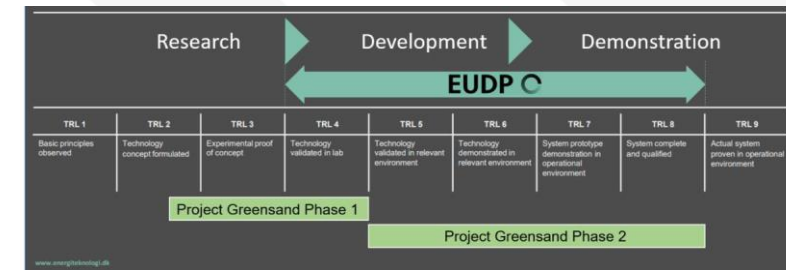 Research
Development
Demonstration
EUDP
TRL 1
TRL 2
TRL 3
TRL 4
TRL 5
TRL 6
TRL 7
TRL 8
TRL 9
Basic principles
observed
Technology
concept formulated
Experimental proof
of concept
Technology
validated in lab
Technology
validated in relevant
environment
Technology
demonstrated in
relevant environment
System prototype
demonstration in
operational
environment
System complete
and qualified
Actual system
proven in operational
environment
Project Greensand Phase 1
Project Greensand Phase 2
www.energiteknologi.dk